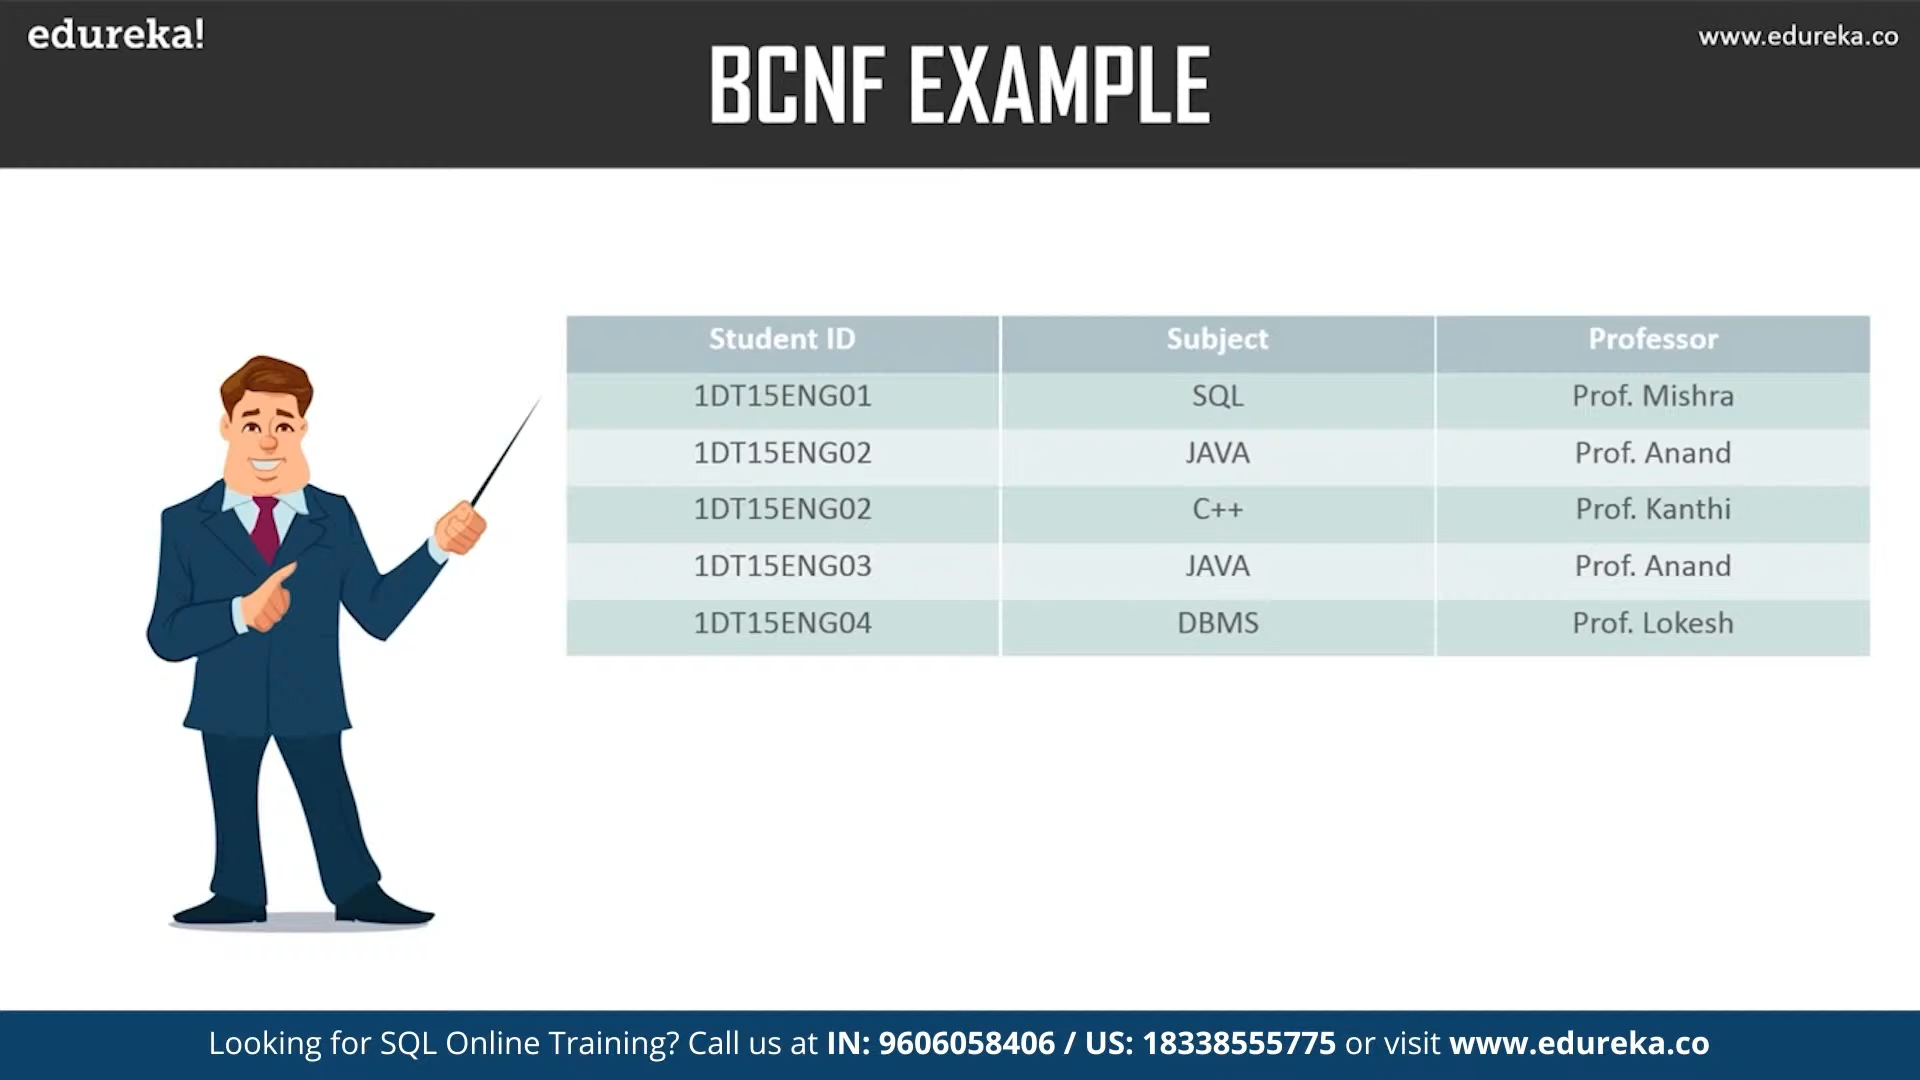 edureka!
www.edureka.co
BCNF EXAMPLE
Student ID Subject Professor
1DT15ENG01 SQL Prof. Mishra
1DT15ENG02 JAVA Prof. Anand
1DT15ENG02 C++ Prof. Kanthi
1DT15ENG03 JAVA Prof. Anand
1DT15ENG04 DBMS Prof. Lokesh
Looking for SQL Online Training? Call us at IN: 9606058406 / US: 18338555775 or visit www.edureka.co